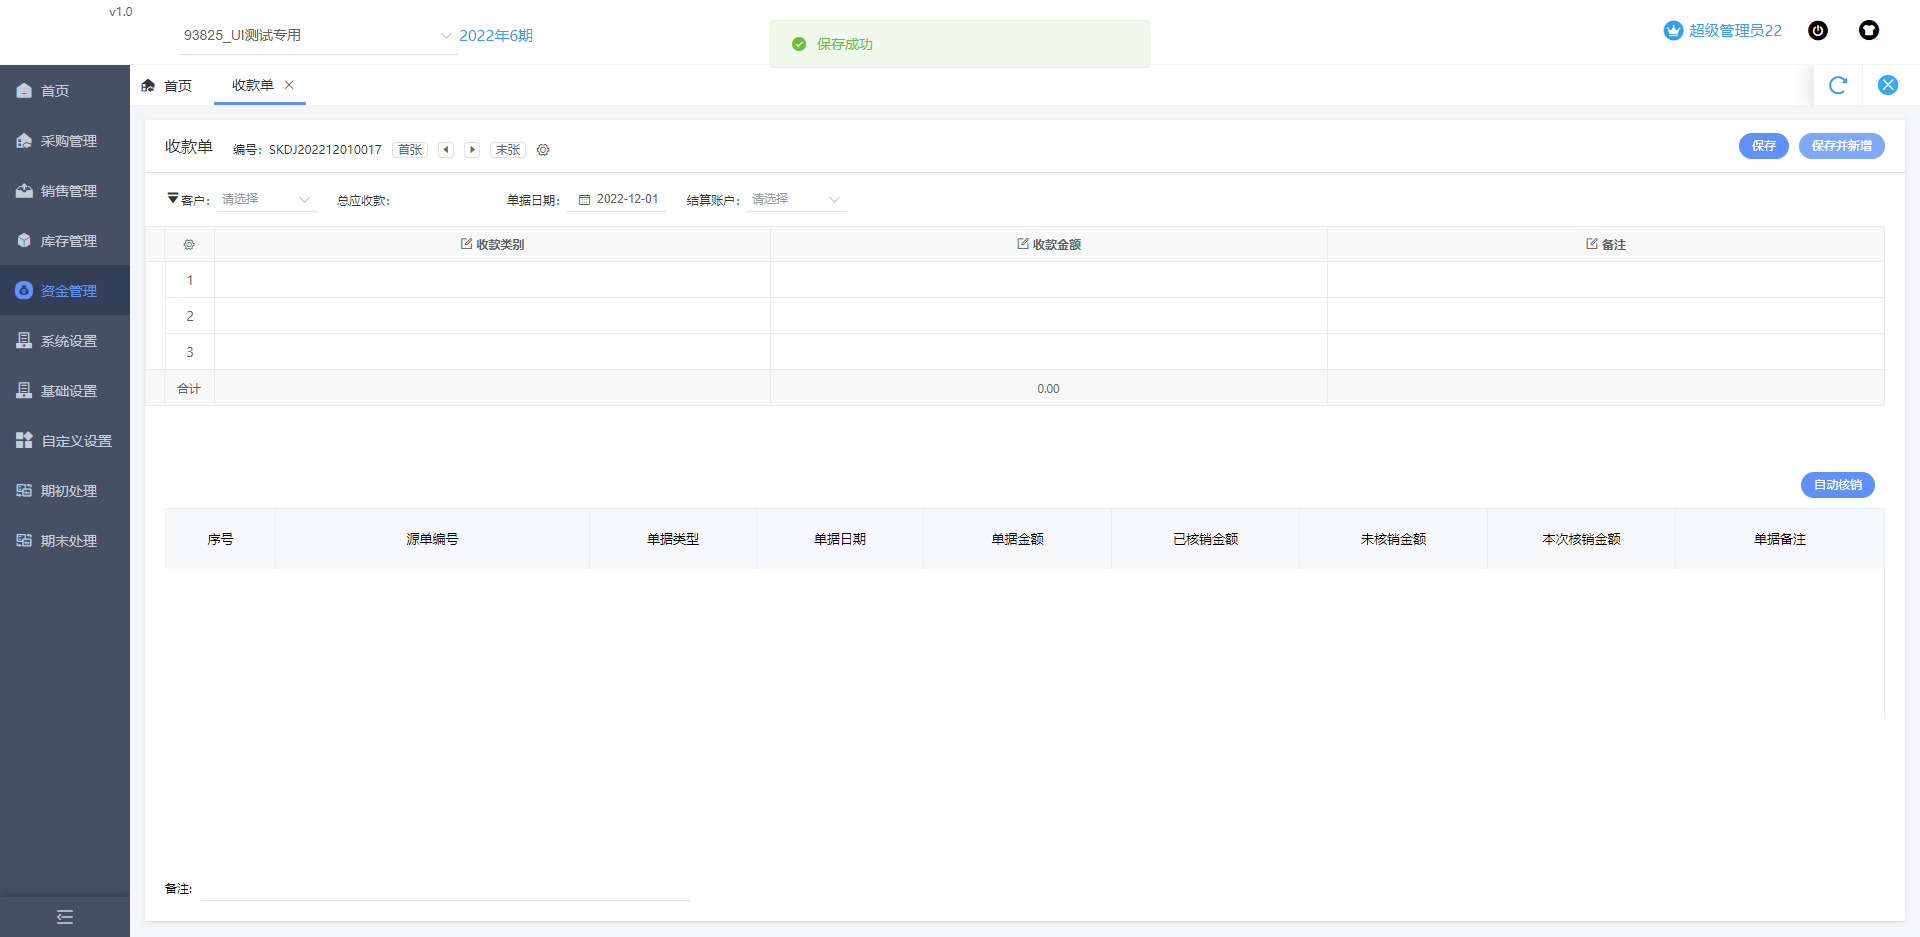 v1.0
93825_UI测试专用 2022年6期
保存成功
超级管理员22
首页
采购管理
销售管理
库存管理
资金管理
系统设置
基础设置
自定义设置
期初处理
期末处理
首页 收款单
收款单 编号: SKDJ202212010017 首张 末张
保存 保存并新增
客户: 请选择 总应收款: 单据日期: 2022-12-01 结算账户: 请选择
收款类别 收款金额 备注
1
2
3
合计 0.00
自动核销
序号 源单编号 单据类型 单据日期 单据金额 已核销金额 未核销金额 本次核销金额 单据备注
备注: